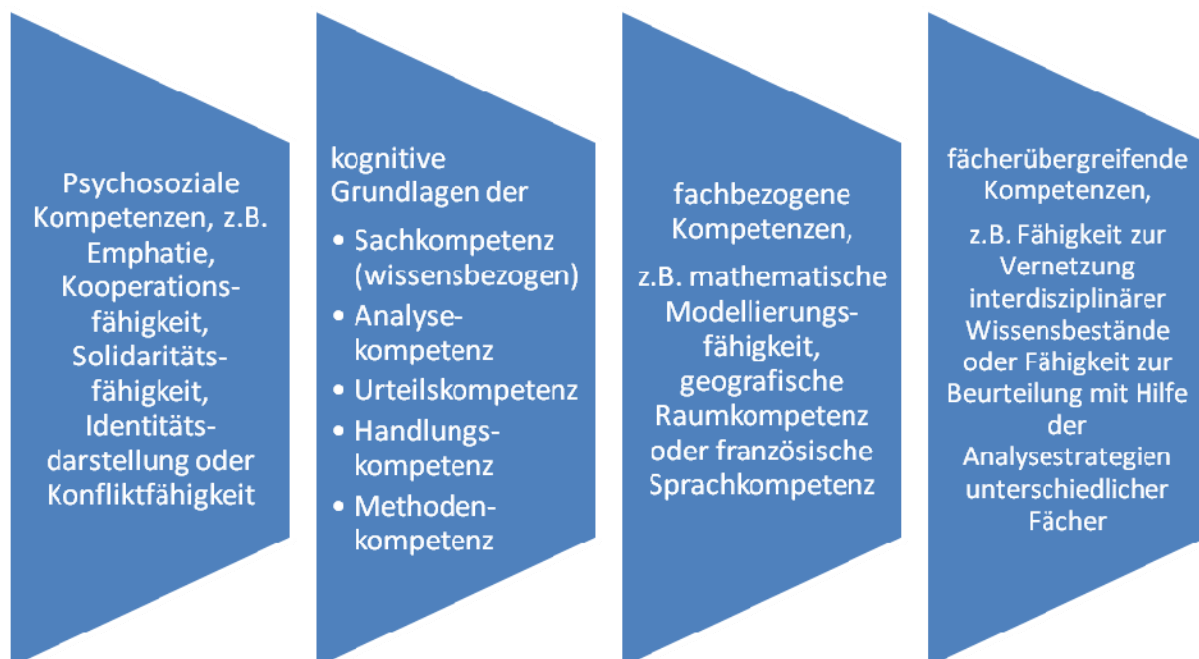 Psychosoziale
Kompetenzen, z.B.
Emphatie,
Kooperations-
fähigkeit,
Solidaritäts-
fähigkeit,
Identitäts-
darstellung oder
Konfliktfähigkeit
kognitive
Grundlagen der
• Sachkompetenz
(wissensbezogen)
• Analyse-
kompetenz
• Urteilskompetenz
• Handlungs-
kompetenz
• Methoden-
kompetenz
fachbezogene
Kompetenzen,
z.B. mathematische
Modellierungs-
fähigkeit,
geografische
Raumkompetenz
oder französische
Sprachkompetenz
fächerübergreifende
Kompetenzen,
z.B. Fähigkeit zur
Vernetzung
interdisziplinärer
Wissensbestände
oder Fähigkeit zur
Beurteilung mit Hilfe
der
Analysestrategien
unterschiedlicher
Fächer